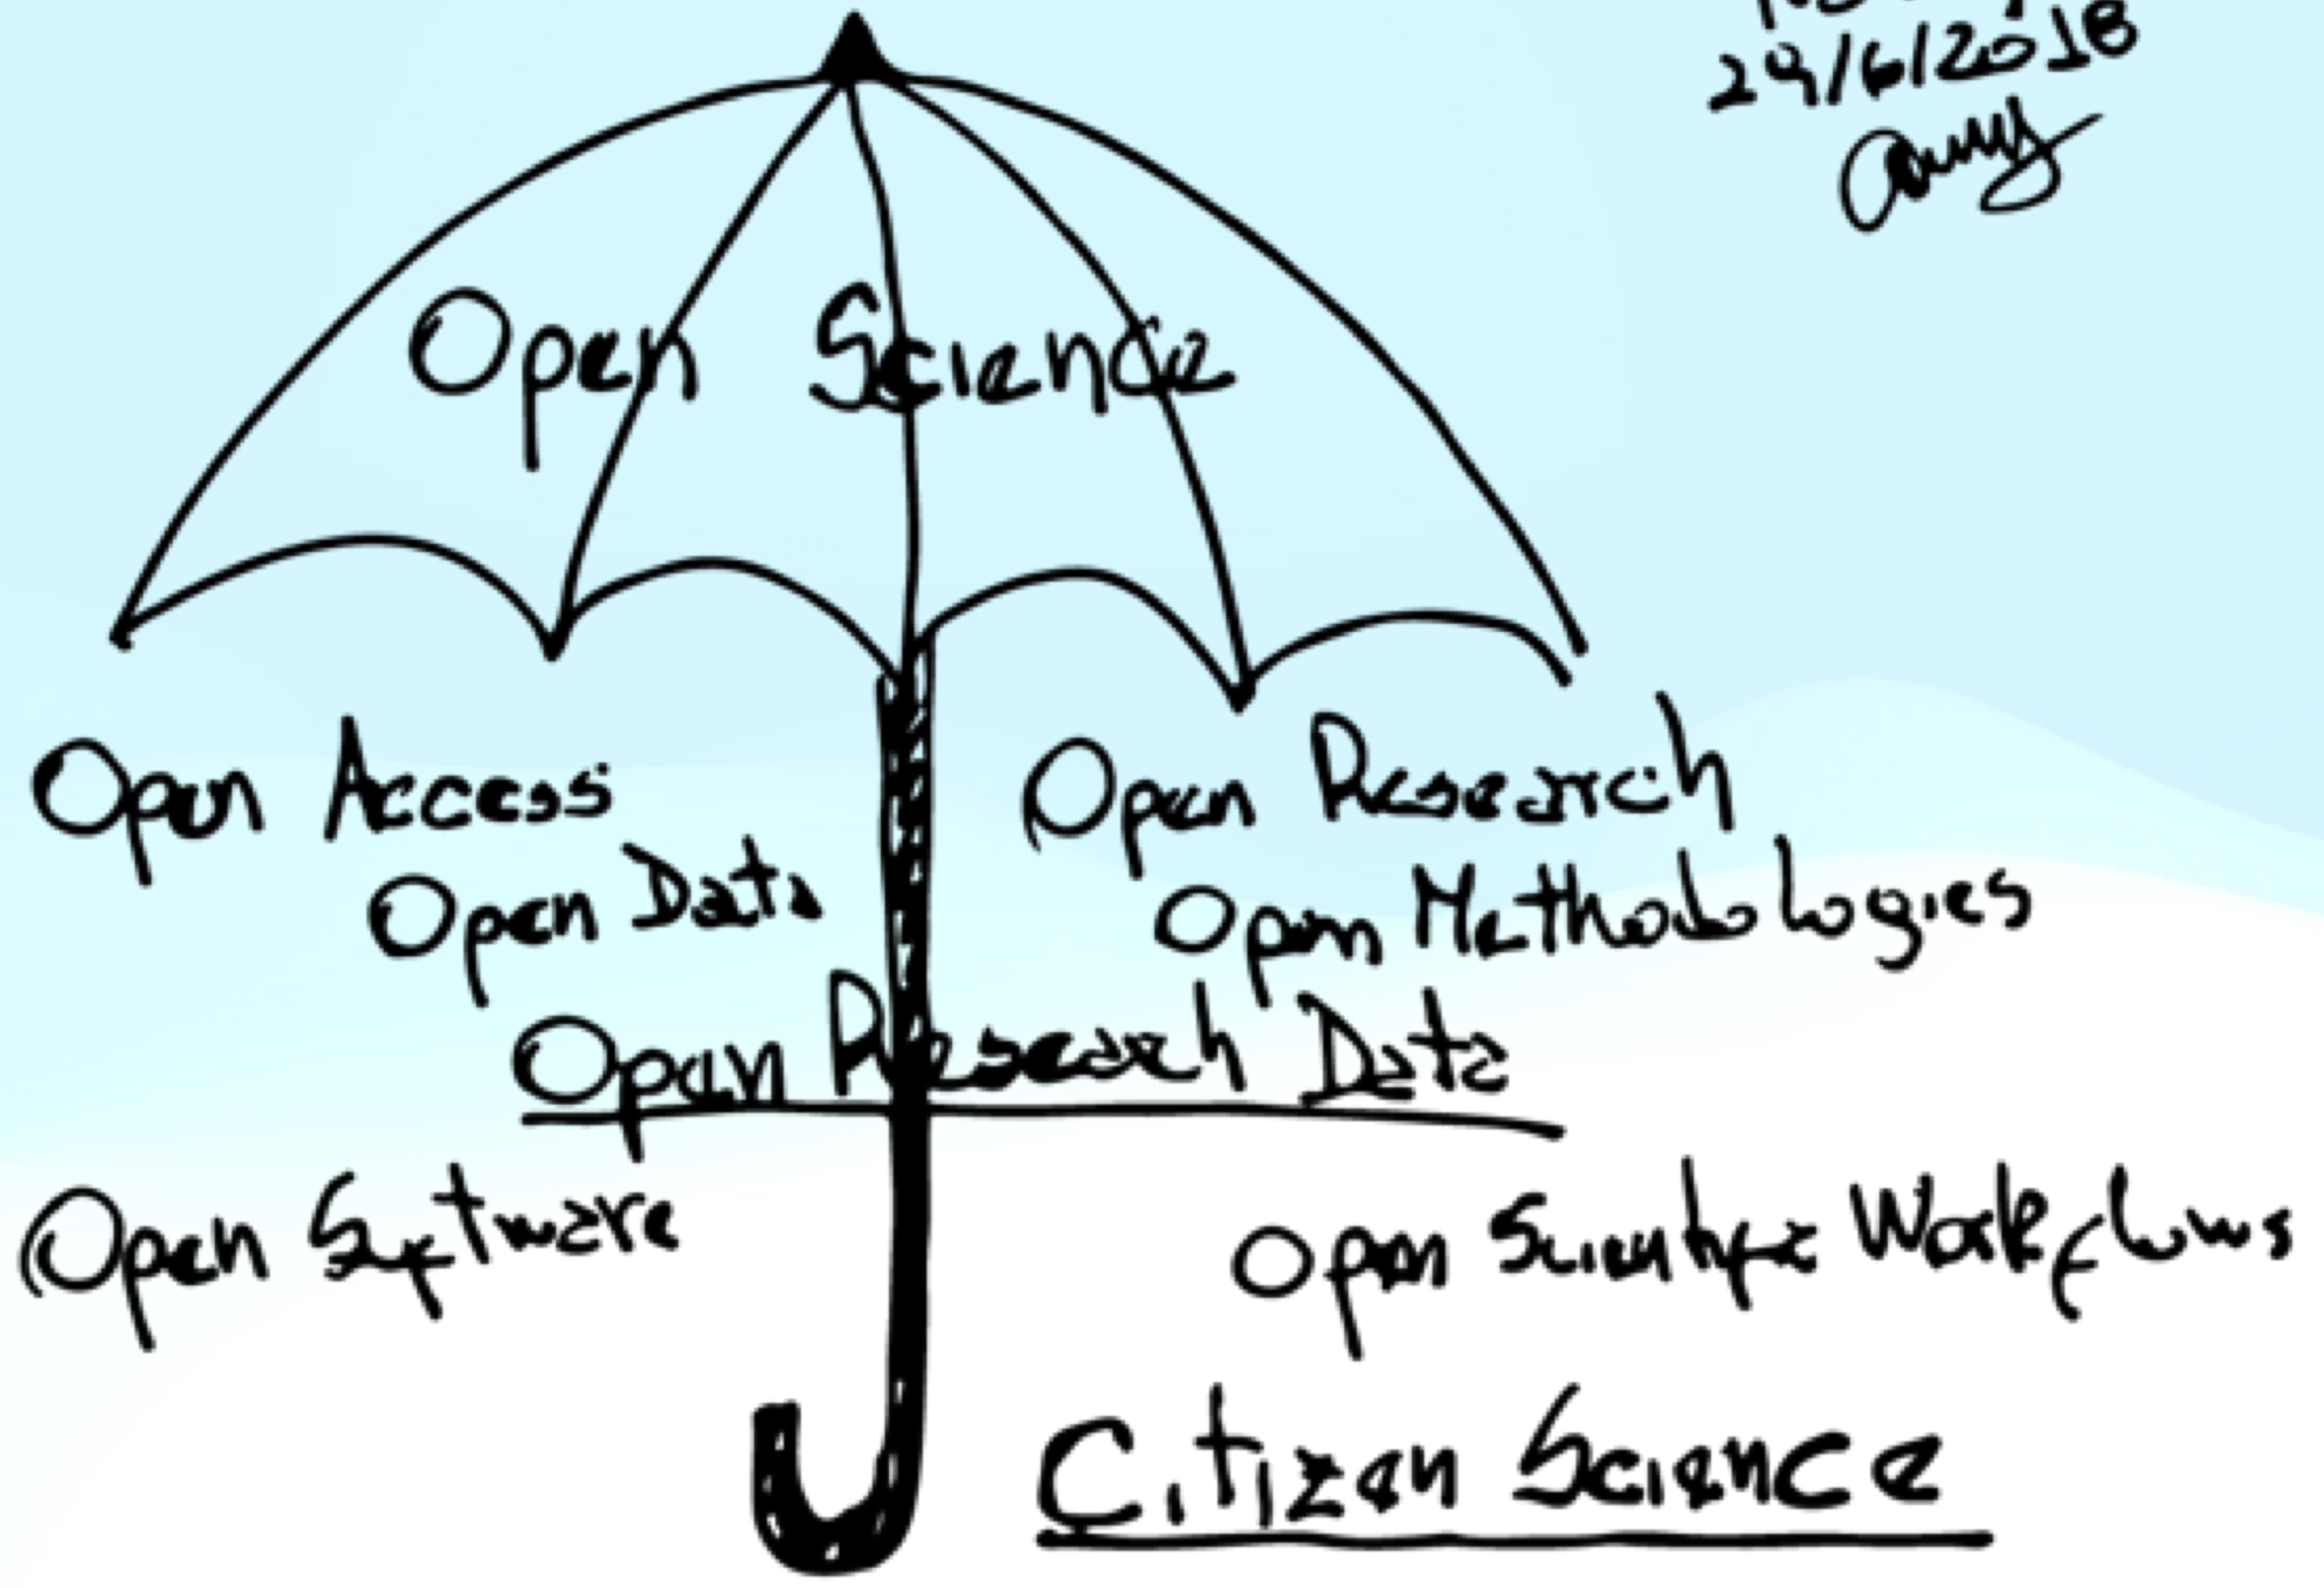 29/6/2018
Open Science
Open Access
Open Research
Open Data
Open Methodologies
Open Research Data
Open Software
Open Scientific Workflows
Citizen Science